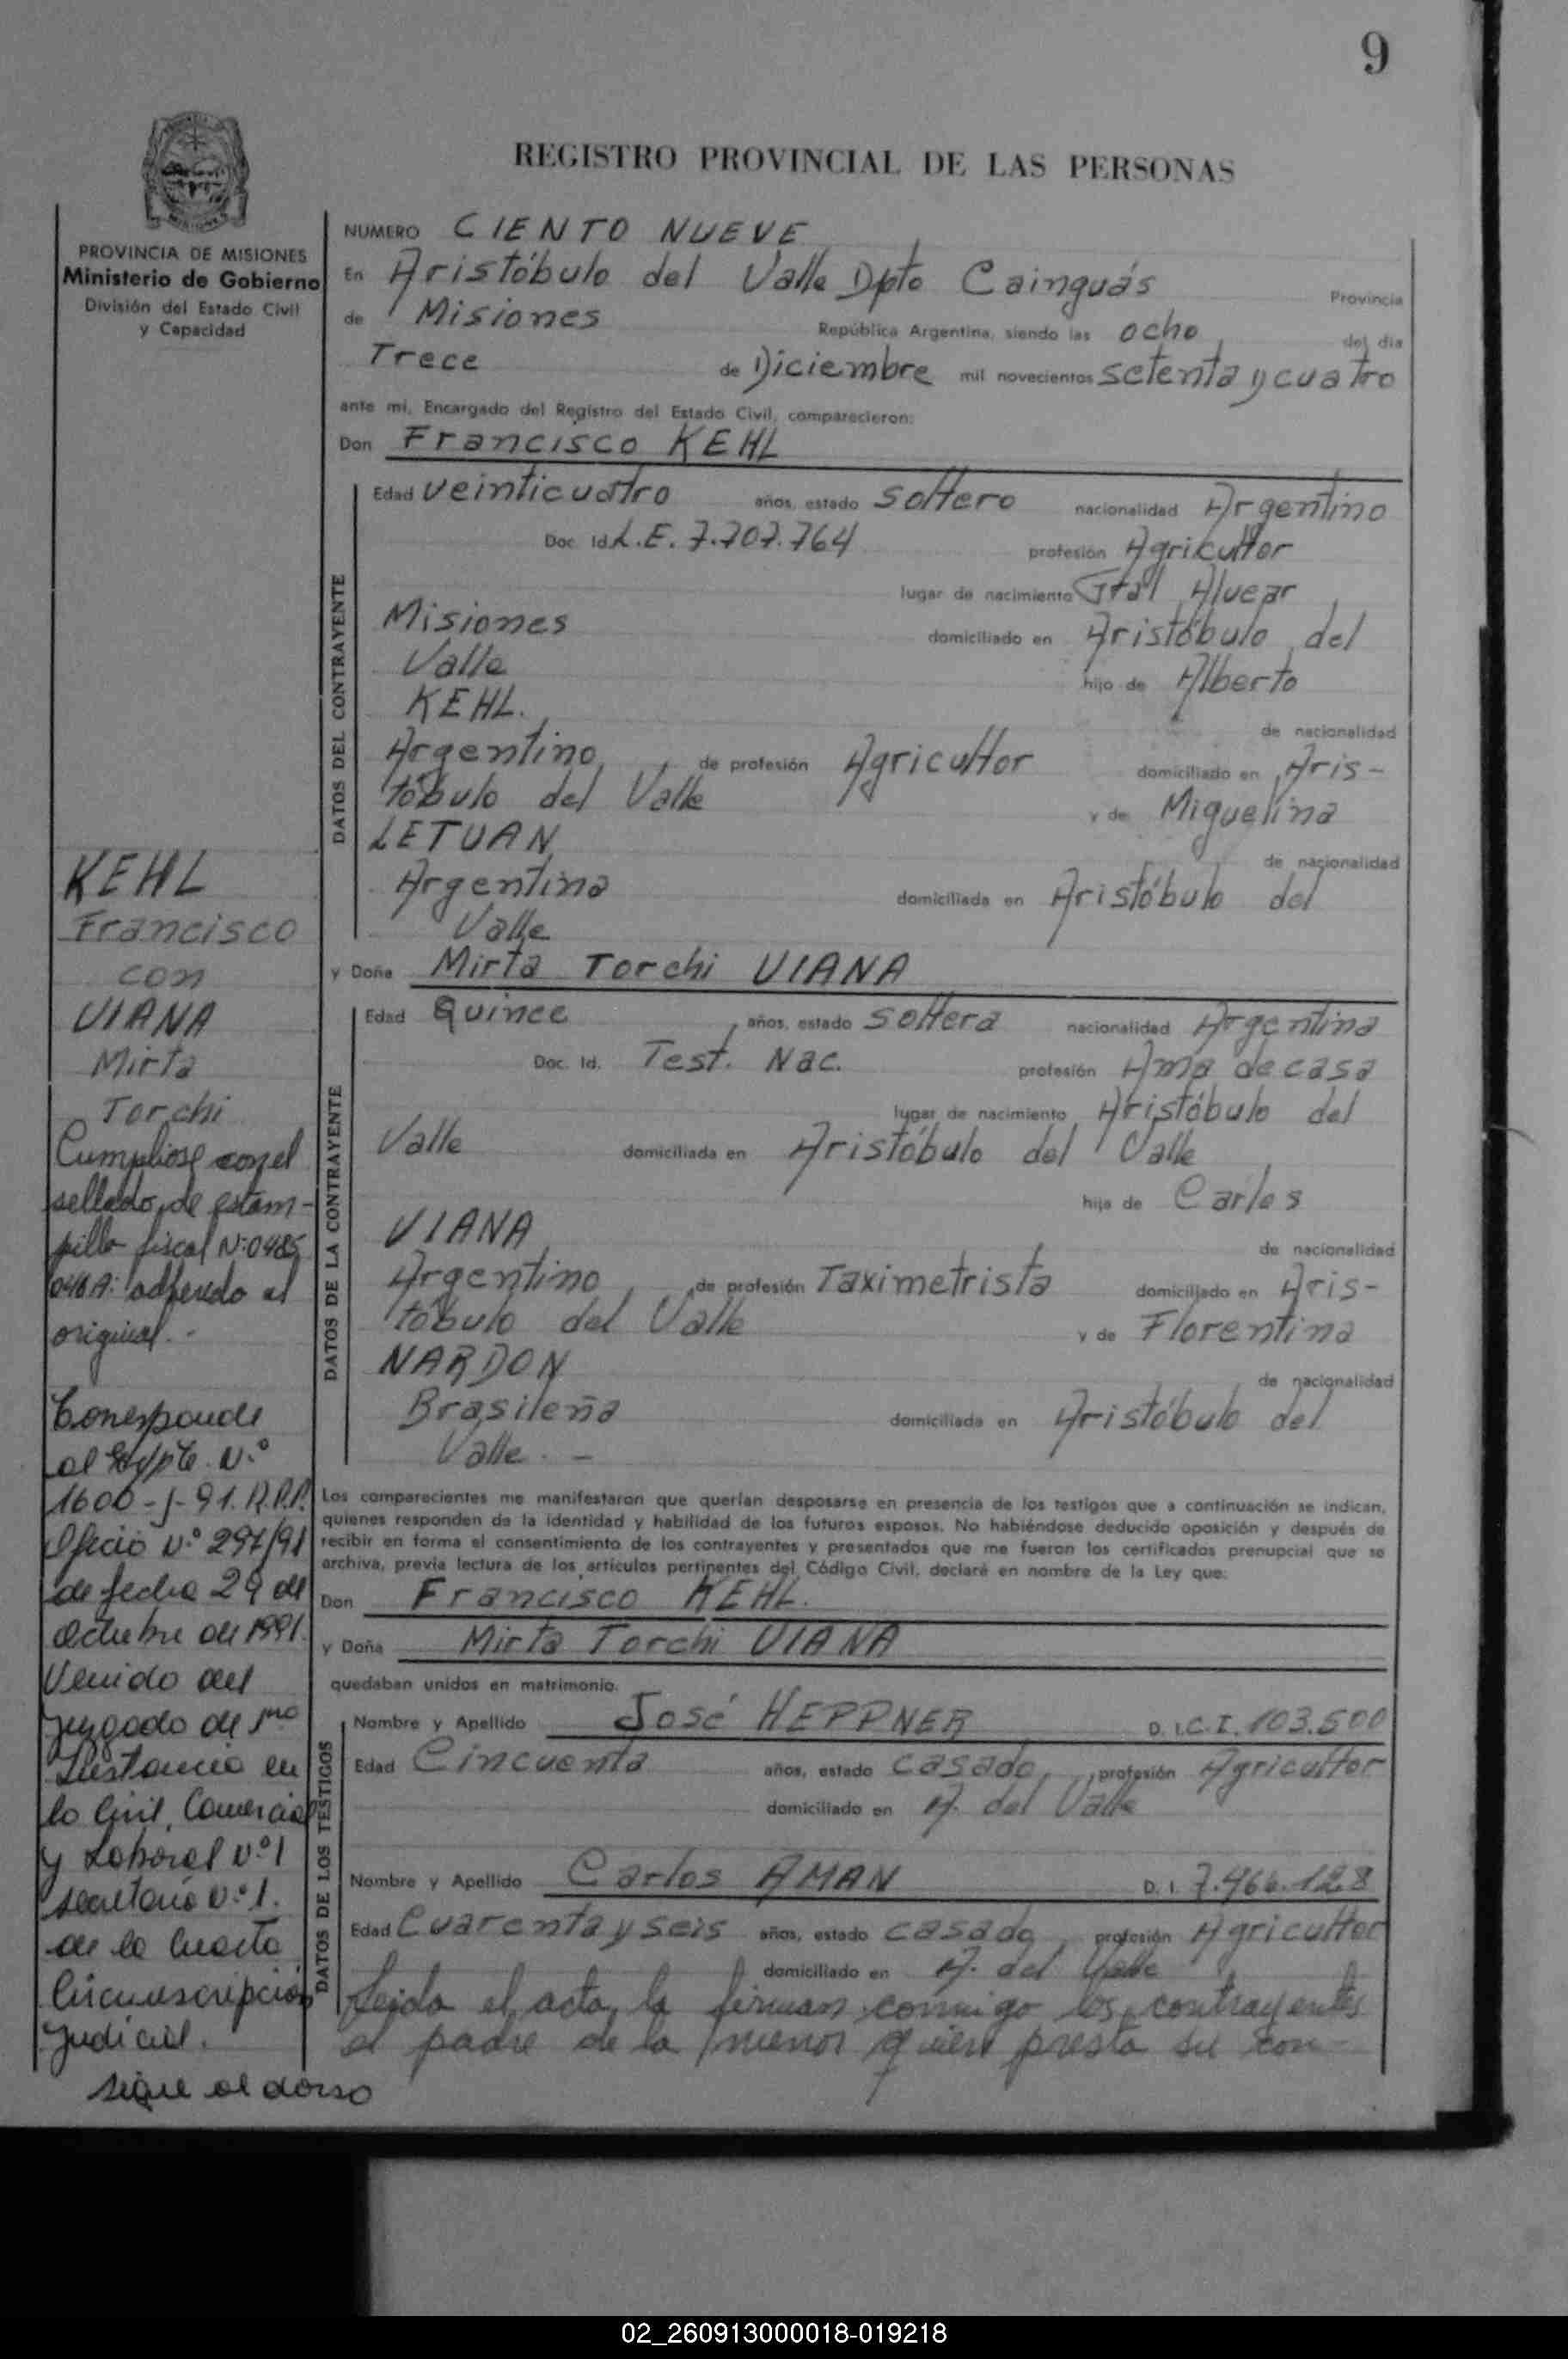 9
REGISTRO PROVINCIAL DE LAS PERSONAS
PROVINCIA DE MISIONES
Ministerio de Gobierno
División del Estado Civil
y Capacidad
NUMERO CIENTO NUEVE
En Aristóbulo del Valle Dpto Cainguás Provincia
de Misiones República Argentina, siendo las ocho del día
Trece de Diciembre mil novecientos setenta y cuatro
ante mi, Encargado del Registro del Estado Civil, comparecieron:
Don Francisco KEHL
DATOS DEL CONTRAYENTE
Edad veinticuatro años, estado soltero nacionalidad Argentino
Doc. Id. L.E. 7.707.764 profesión Agricultor
lugar de nacimiento Gral Alvear
Misiones domiciliado en Aristóbulo del
Valle hijo de Alberto
KEHL. de nacionalidad
Argentino de profesión Agricultor domiciliado en Aris-
tóbulo del Valle y de Miguelina
LETUAN de nacionalidad
Argentina domiciliada en Aristóbulo del
Valle
y Doña Mirta Torchi VIANA
DATOS DE LA CONTRAYENTE
Edad Quince años, estado soltera nacionalidad Argentina
Doc. Id. Test. Nac. profesión Ama de casa
lugar de nacimiento Aristóbulo del
Valle domiciliada en Aristóbulo del Valle
hija de Carlos
VIANA de nacionalidad
Argentino de profesión Taximetrista domiciliado en Aris-
tóbulo del Valle y de Florentina
NARDON de nacionalidad
Brasileña domiciliada en Aristóbulo del
Valle. -
Los comparecientes me manifestaron que querían desposarse en presencia de los testigos que a continuación se indican,
quienes responden de la identidad y habilidad de los futuros esposos. No habiéndose deducido oposición y después de
recibir en forma el consentimiento de los contrayentes y presentados que me fueron los certificados prenupcial que se
archiva, previa lectura de los artículos pertinentes del Código Civil, declaré en nombre de la Ley que:
Don Francisco KEHL.
y Doña Mirta Torchi VIANA
quedaban unidos en matrimonio.
DATOS DE LOS TESTIGOS
Nombre y Apellido José HEPPNER D. I. C.I. 103.500
Edad Cincuenta años, estado casado profesión Agricultor
domiciliado en A. del Valle
Nombre y Apellido Carlos AMAN D. I. 7.466.128
Edad Cuarenta y seis años, estado casado profesión Agricultor
domiciliado en A. del Valle
Leida el acta, la firman conmigo los contrayentes
el padre de la menor quien presta su con-
KEHL
Francisco
con
VIANA
Mirta
Torchi
Cumpliose con el
sellado de estam-
pilla fiscal N:0485
adherido al
original.-
Corresponde
al Expte. N:°
1600-J-91. R.P.P.
Oficio N:° 297/91
de fecha 29 de
Octubre de 1991.
Venido del
Juzgado de 1ra
Instancia en
lo Civil, Comercial
y Laboral N:°1
secretaria N:°1.
de la Cuarta
Circunscripción
Judicial.
sigue al dorso
02_260913000018-019218